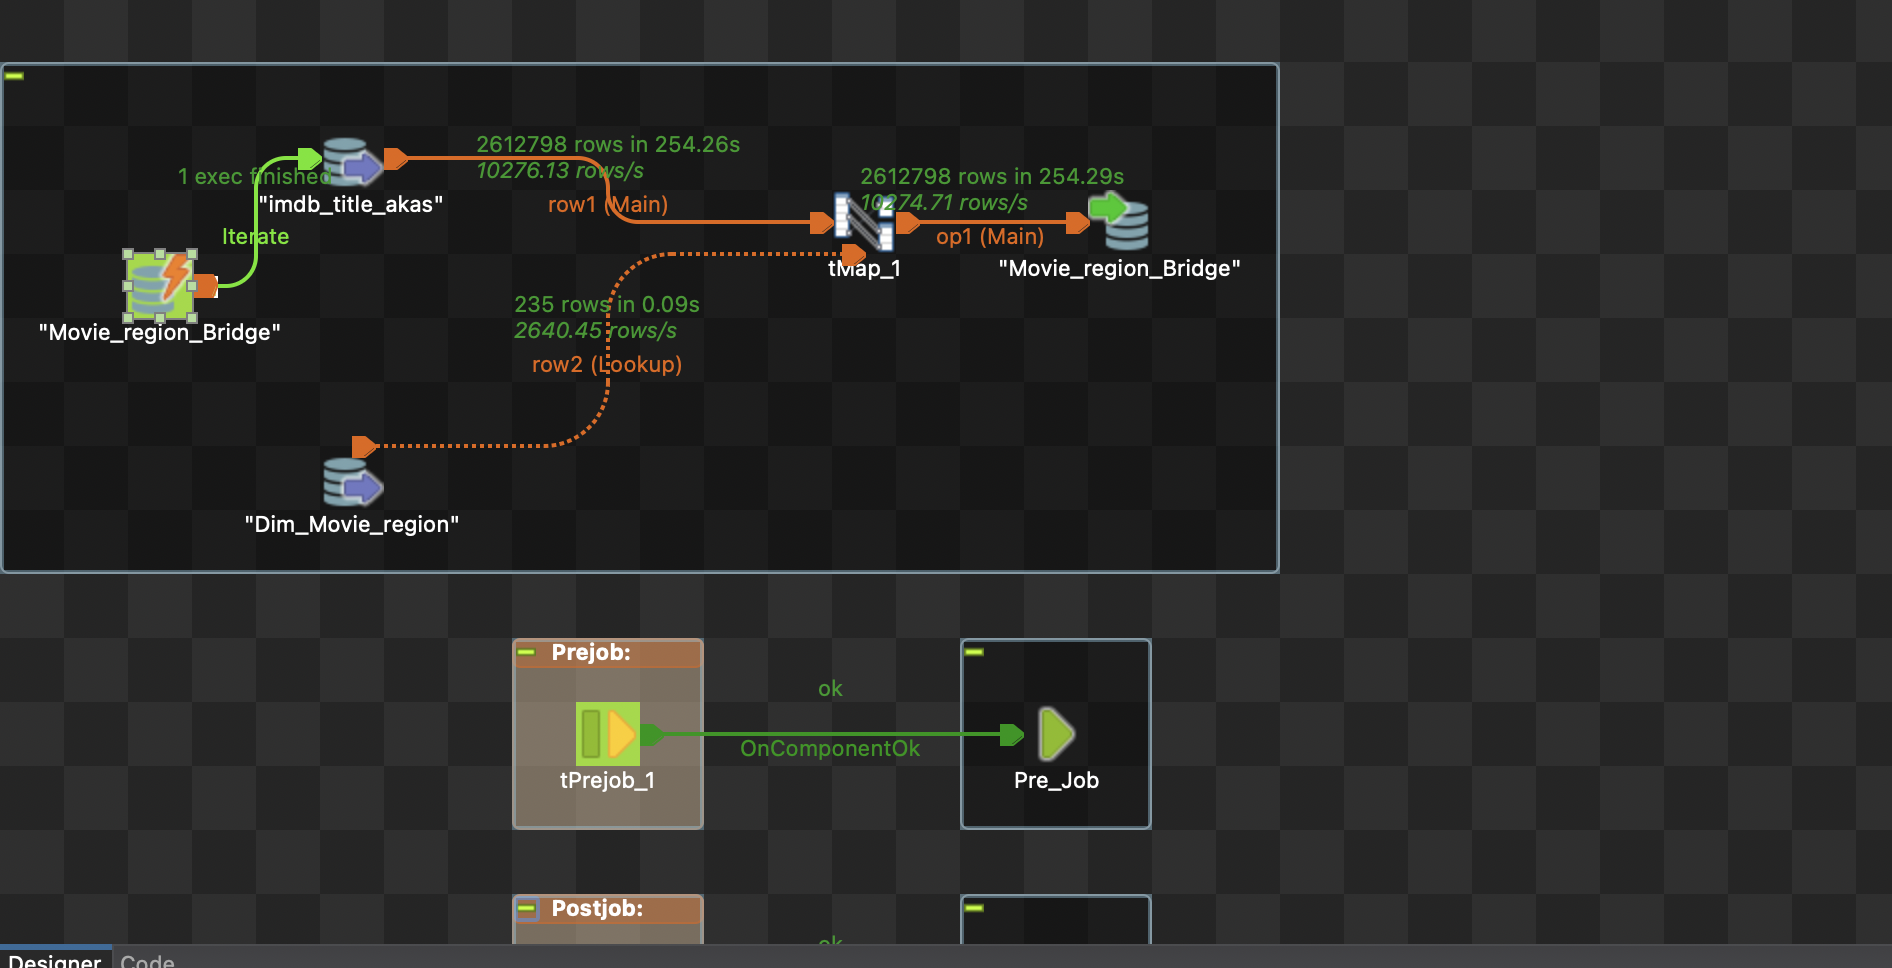 2612798 rows in 254.26s
10276.13 rows/s
row1 (Main)
1 exec finished
"imdb_title_akas"
Iterate
"Movie_region_Bridge"
2612798 rows in 254.29s
10274.71 rows/s
op1 (Main)
tMap_1
"Movie_region_Bridge"
235 rows in 0.09s
2640.45 rows/s
row2 (Lookup)
"Dim_Movie_region"
Prejob:
ok
OnComponentOk
tPrejob_1
Pre_Job
Postjob:
ok
Designer
Code